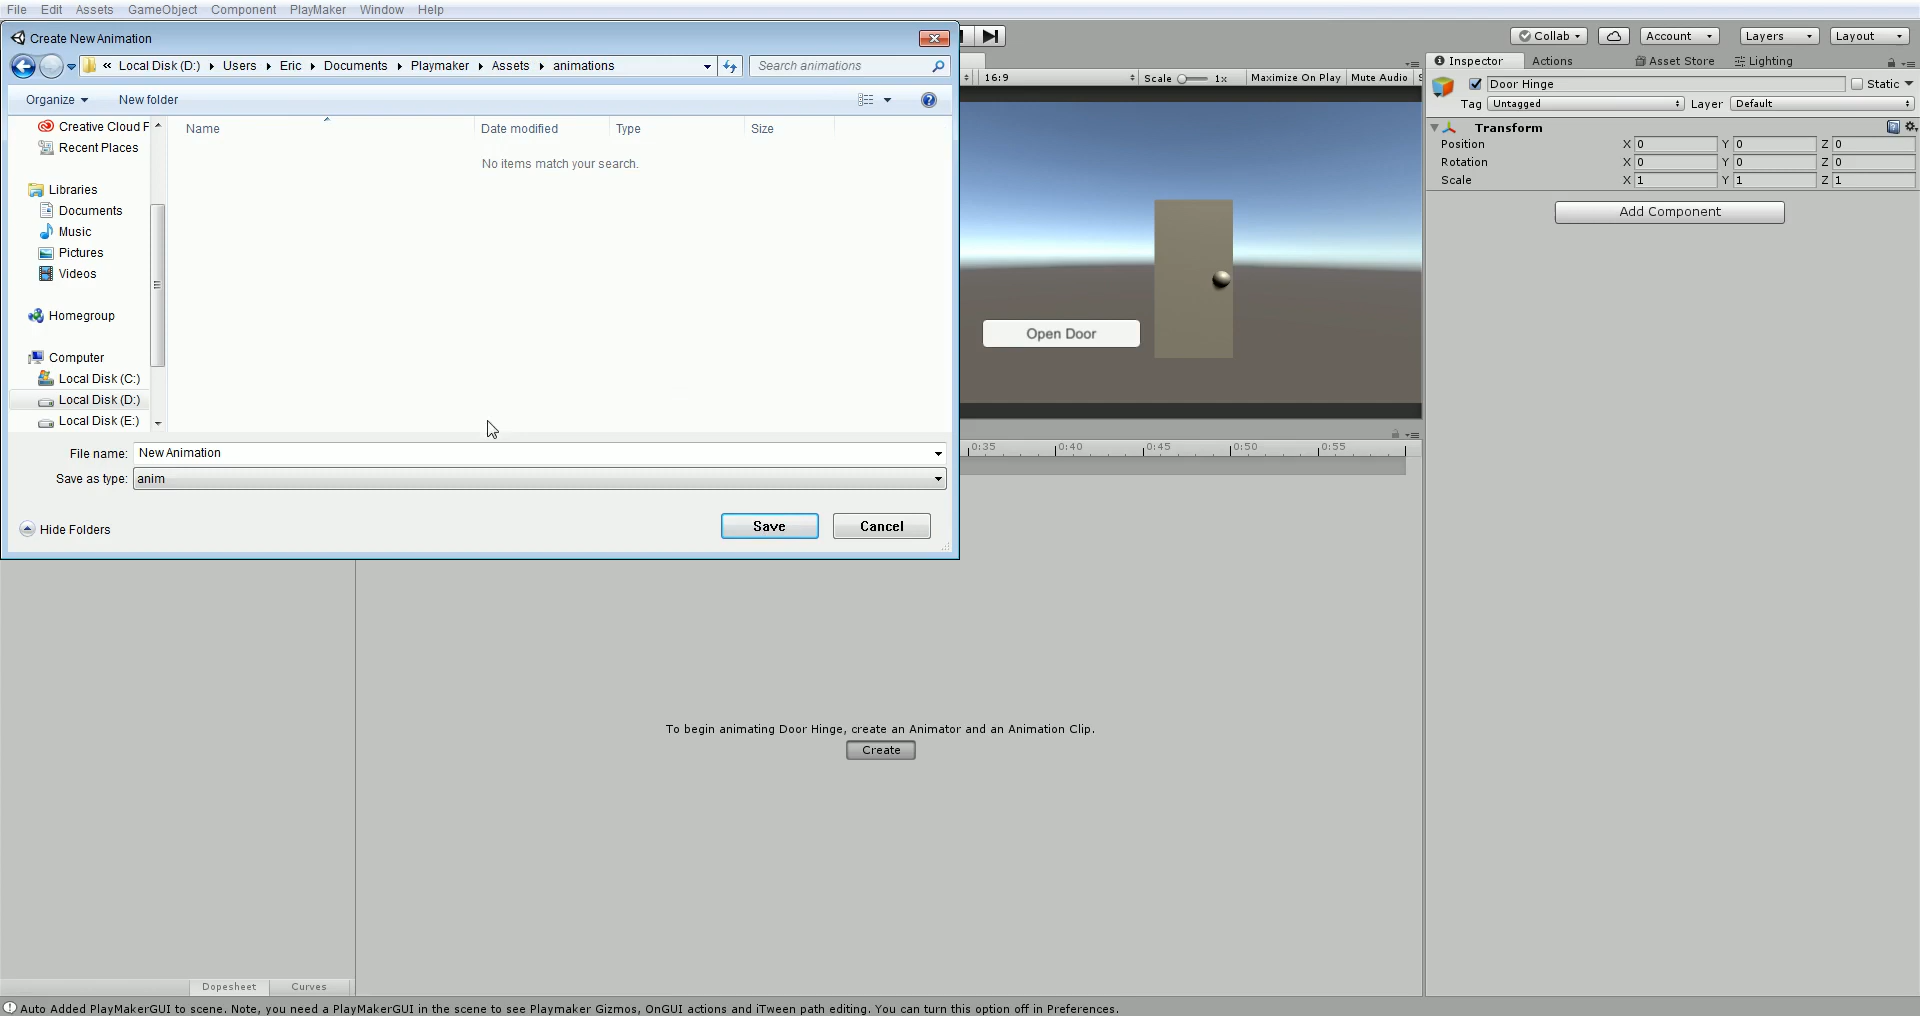 File Edit Assets GameObject Component PlayMaker Window Help
Create New Animation
Collab Account Layers Layout
« Local Disk (D:) Users Eric Documents Playmaker Assets animations Search animations
Inspector Actions Asset Store Lighting
16:9 Scale 1x Maximize On Play Mute Audio S
Door Hinge Static
Organize New folder
Tag Untagged Layer Default
Creative Cloud F
Name Date modified Type Size
Transform
Recent Places
Position X 0 Y 0 Z 0
No items match your search.
Rotation X 0 Y 0 Z 0
Libraries
Scale X 1 Y 1 Z 1
Documents
Add Component
Music
Pictures
Videos
Homegroup
Open Door
Computer
Local Disk (C:)
Local Disk (D:)
Local Disk (E:)
0:35 0:40 0:45 0:50 0:55
File name: New Animation
Save as type: anim
Save Cancel
Hide Folders
To begin animating Door Hinge, create an Animator and an Animation Clip.
Create
Dopesheet Curves
Auto Added PlayMakerGUI to scene. Note, you need a PlayMakerGUI in the scene to see Playmaker Gizmos, OnGUI actions and iTween path editing. You can turn this option off in Preferences.